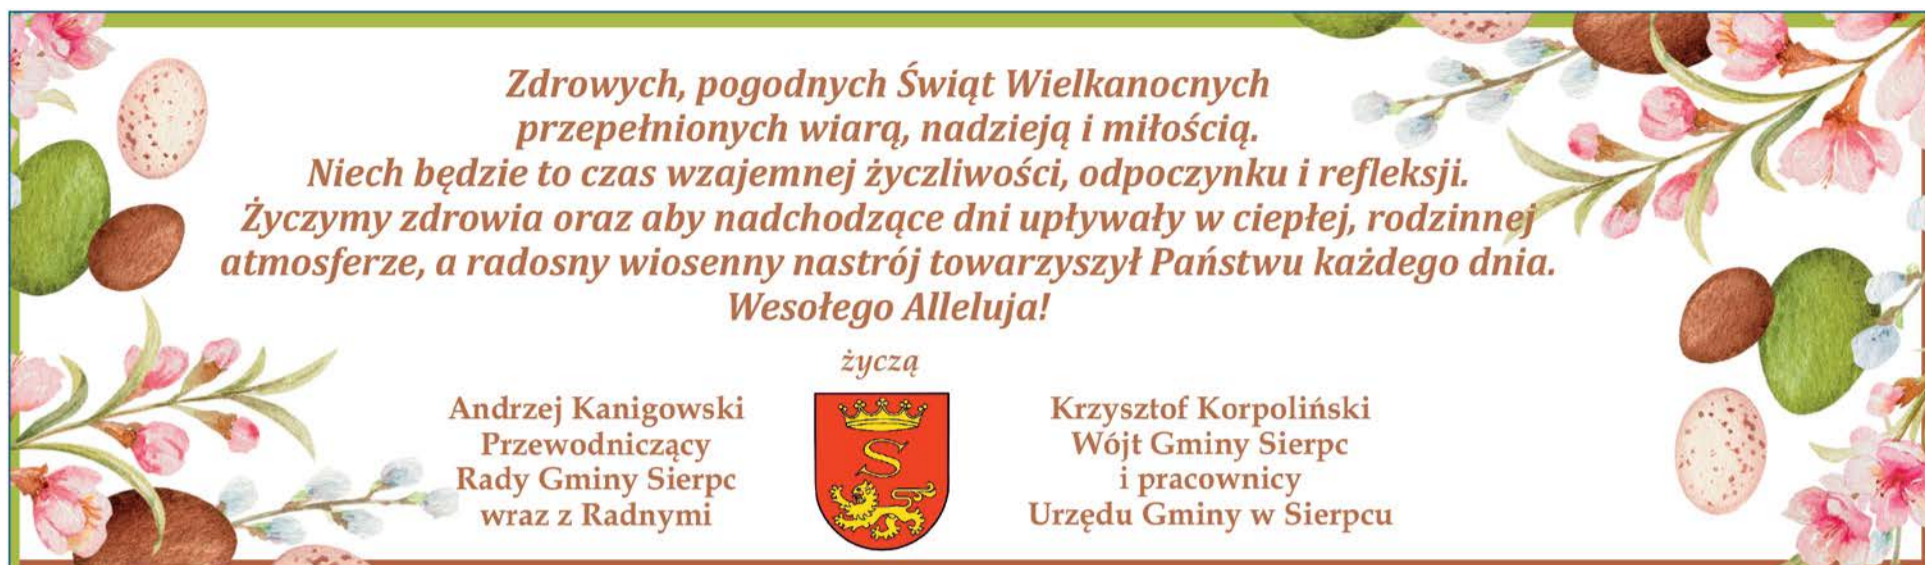 Zdrowych, pogodnych Świąt Wielkanocnych
przepełnionych wiarą, nadzieją i miłością.
Niech będzie to czas wzajemnej życzliwości, odpoczynku i refleksji.
Życzymy zdrowia oraz aby nadchodzące dni upływały w ciepłej, rodzinnej
atmosferze, a radosny wiosenny nastrój towarzyszył Państwu każdego dnia.
Wesołego Alleluja!
życzą
Andrzej Kanigowski
Przewodniczący
Rady Gminy Sierpc
wraz z Radnymi
S
Krzysztof Korpoliński
Wójt Gminy Sierpc
i pracownicy
Urzędu Gminy w Sierpcu